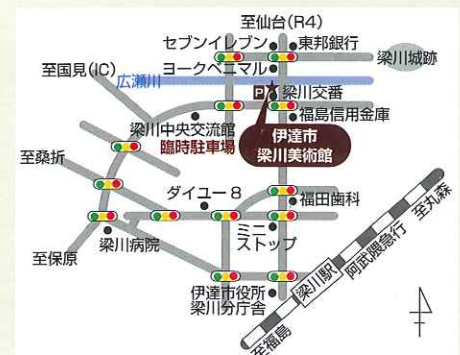 至仙台(R4)
セブンイレブン
東邦銀行
梁川城跡
ヨークベニマル
至国見(IC)
広瀬川
P
梁川交番
福島信用金庫
梁川中央交流館
臨時駐車場
伊達市
梁川美術館
至桑折
ダイユー8
福田歯科
至丸森
ミニ
ストップ
阿武隈急行
梁川病院
至保原
梁川駅
伊達市役所
梁川分庁舎
至福島